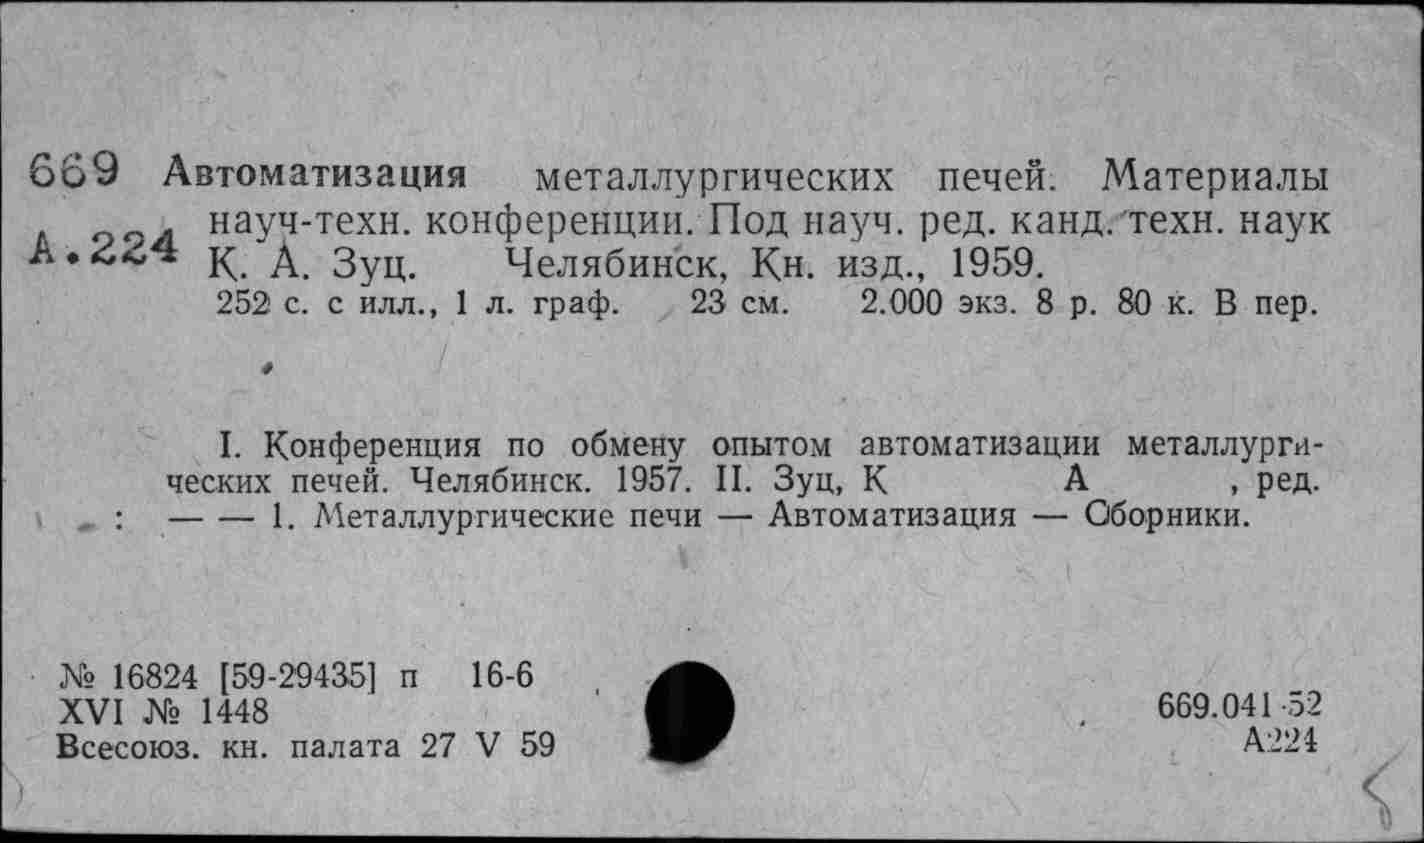 669 Автоматизация металлургических печей. Материалы
науч-техн. конференции. Под науч. ред. канд. техн. наук
А.224 К. А. Зуц. Челябинск, Кн. изд., 1959.
252 с. с илл., 1 л. граф. 23 см. 2.000 экз. 8 р. 80 к. В пер.
I. Конференция по обмену опытом автоматизации металлурги-
ческих печей. Челябинск. 1957. II. Зуц, К А , ред.
: — — 1. Металлургические печи — Автоматизация — Сборники.
№ 16824 [59-29435] п 16-6
XVI № 1448
Всесоюз. кн. палата 27 V 59
669.041-52
А224